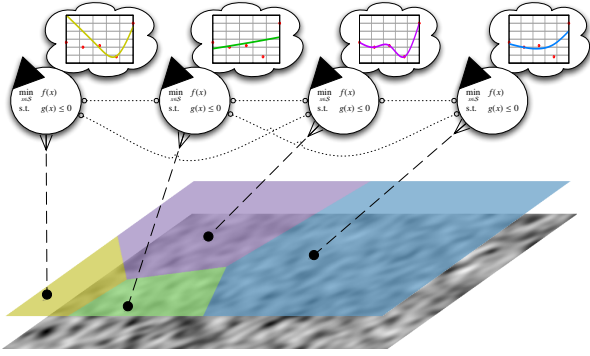 min f(x)
x∈S
s.t. g(x) ≤ 0
min f(x)
x∈S
s.t. g(x) ≤ 0
min f(x)
x∈S
s.t. g(x) ≤ 0
min f(x)
x∈S
s.t. g(x) ≤ 0